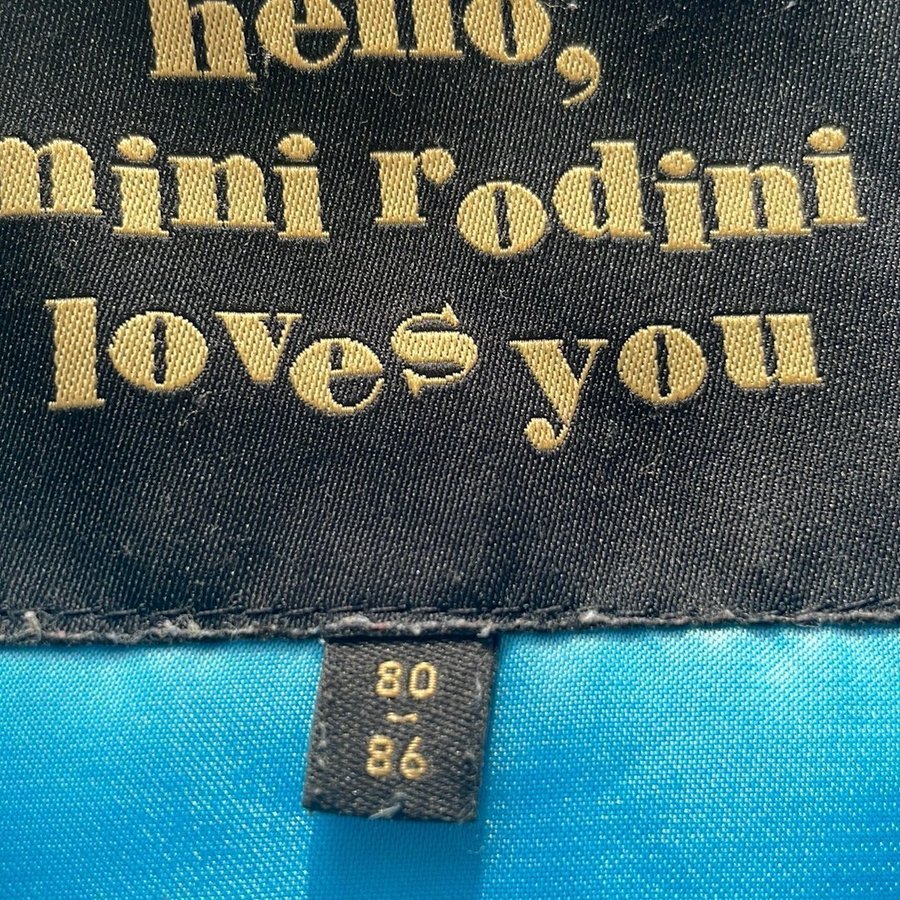 hello,
mini rodini
loves you
80
~
86